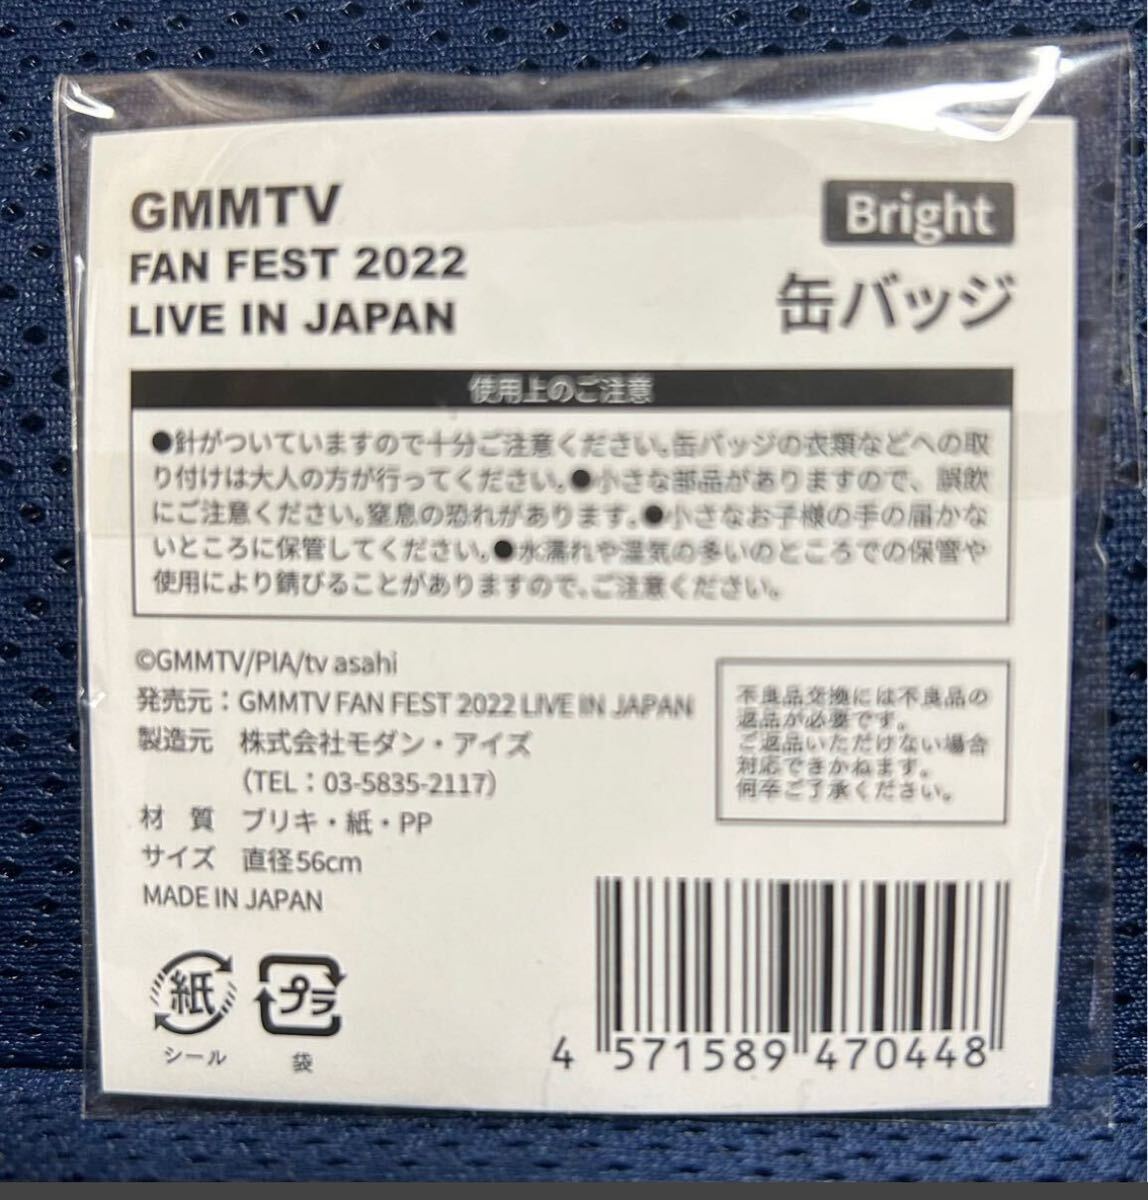 GMMTV
FAN FEST 2022
LIVE IN JAPAN
Bright
缶バッジ
使用上のご注意
●針がついていますので十分ご注意ください。缶バッジの衣類などへの取
り付けは大人の方が行ってください。●小さな部品がありますので、誤飲
にご注意ください。窒息の恐れがあります。●小さなお子様の手の届かな
いところに保管してください。●水濡れや湿気の多いのところでの保管や
使用により錆びることがありますので、ご注意ください。
©GMMTV/PIA/tv asahi
発売元：GMMTV FAN FEST 2022 LIVE IN JAPAN
製造元 株式会社モダン・アイズ
（TEL：03-5835-2117）
材 質 ブリキ・紙・PP
サイズ 直径56cm
MADE IN JAPAN
不良品交換には不良品の
返品が必要です。
ご返品いただけない場合
対応できかねます。
何卒ご了承ください。
紙
シール
プラ
袋
4 571589 470448